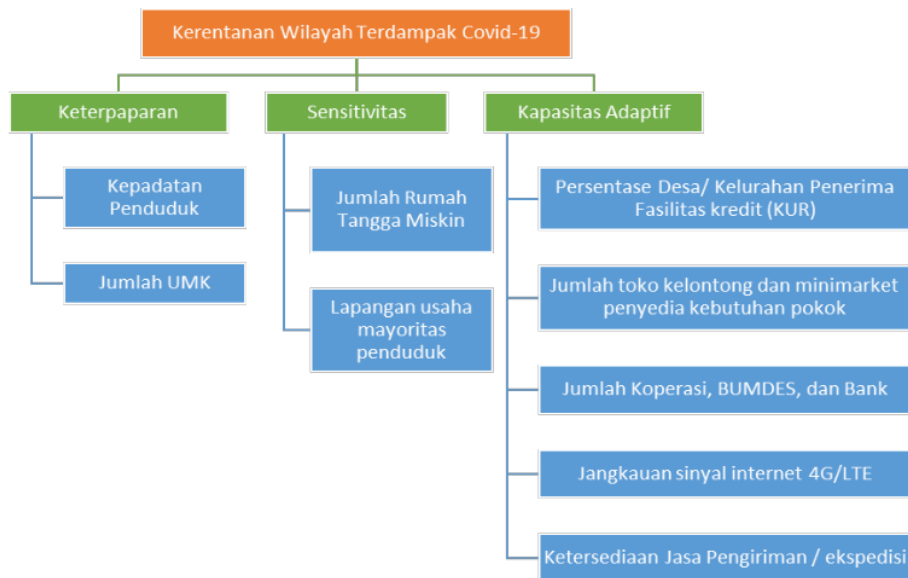 Kerentanan Wilayah Terdampak Covid-19
Keterpaparan
Kepadatan
Penduduk
Jumlah UMK
Sensitivitas
Jumlah Rumah
Tangga Miskin
Lapangan usaha
mayoritas
penduduk
Kapasitas Adaptif
Persentase Desa/ Kelurahan Penerima
Fasilitas kredit (KUR)
Jumlah toko kelontong dan minimarket
penyedia kebutuhan pokok
Jumlah Koperasi, BUMDES, dan Bank
Jangkauan sinyal internet 4G/LTE
Ketersediaan Jasa Pengiriman / ekspedisi